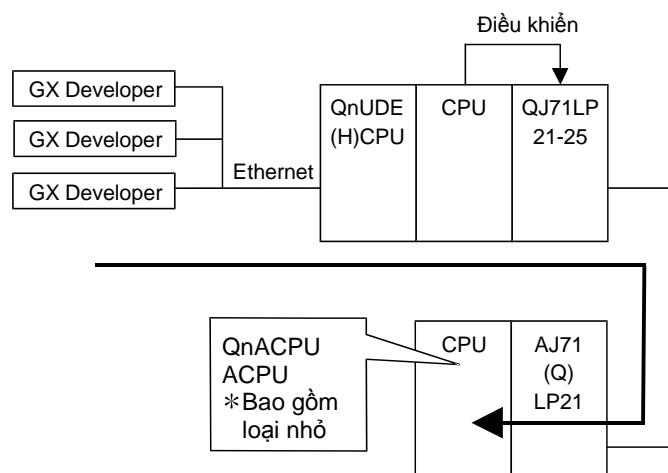 Điều khiển
GX Developer
GX Developer
GX Developer
Ethernet
QnUDE
(H)CPU
CPU
QJ71LP
21-25
QnACPU
ACPU
*Bao gồm
loại nhỏ
CPU
AJ71
(Q)
LP21